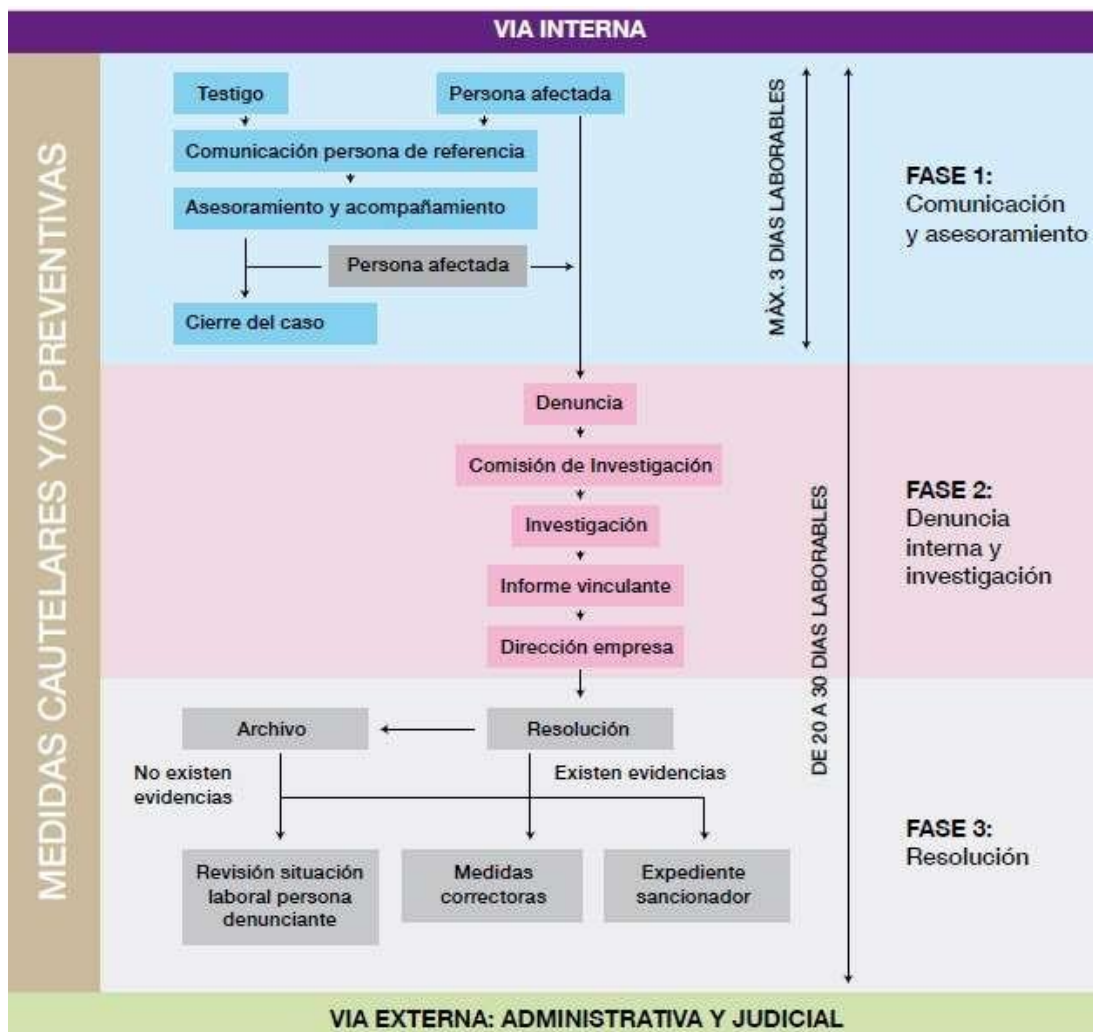 VIA INTERNA
MEDIDAS CAUTELARES Y/O PREVENTIVAS
Testigo
Persona afectada
Comunicación persona de referencia
Asesoramiento y acompañamiento
Persona afectada
Cierre del caso
MÀX. 3 DIAS LABORABLES
FASE 1:
Comunicación
y asesoramiento
Denuncia
Comisión de Investigación
Investigación
Informe vinculante
Dirección empresa
DE 20 A 30 DIAS LABORABLES
FASE 2:
Denuncia
interna y
investigación
Archivo
Resolución
No existen
evidencias
Existen evidencias
Revisión situación
laboral persona
denunciante
Medidas
correctoras
Expediente
sancionador
FASE 3:
Resolución
VIA EXTERNA: ADMINISTRATIVA Y JUDICIAL